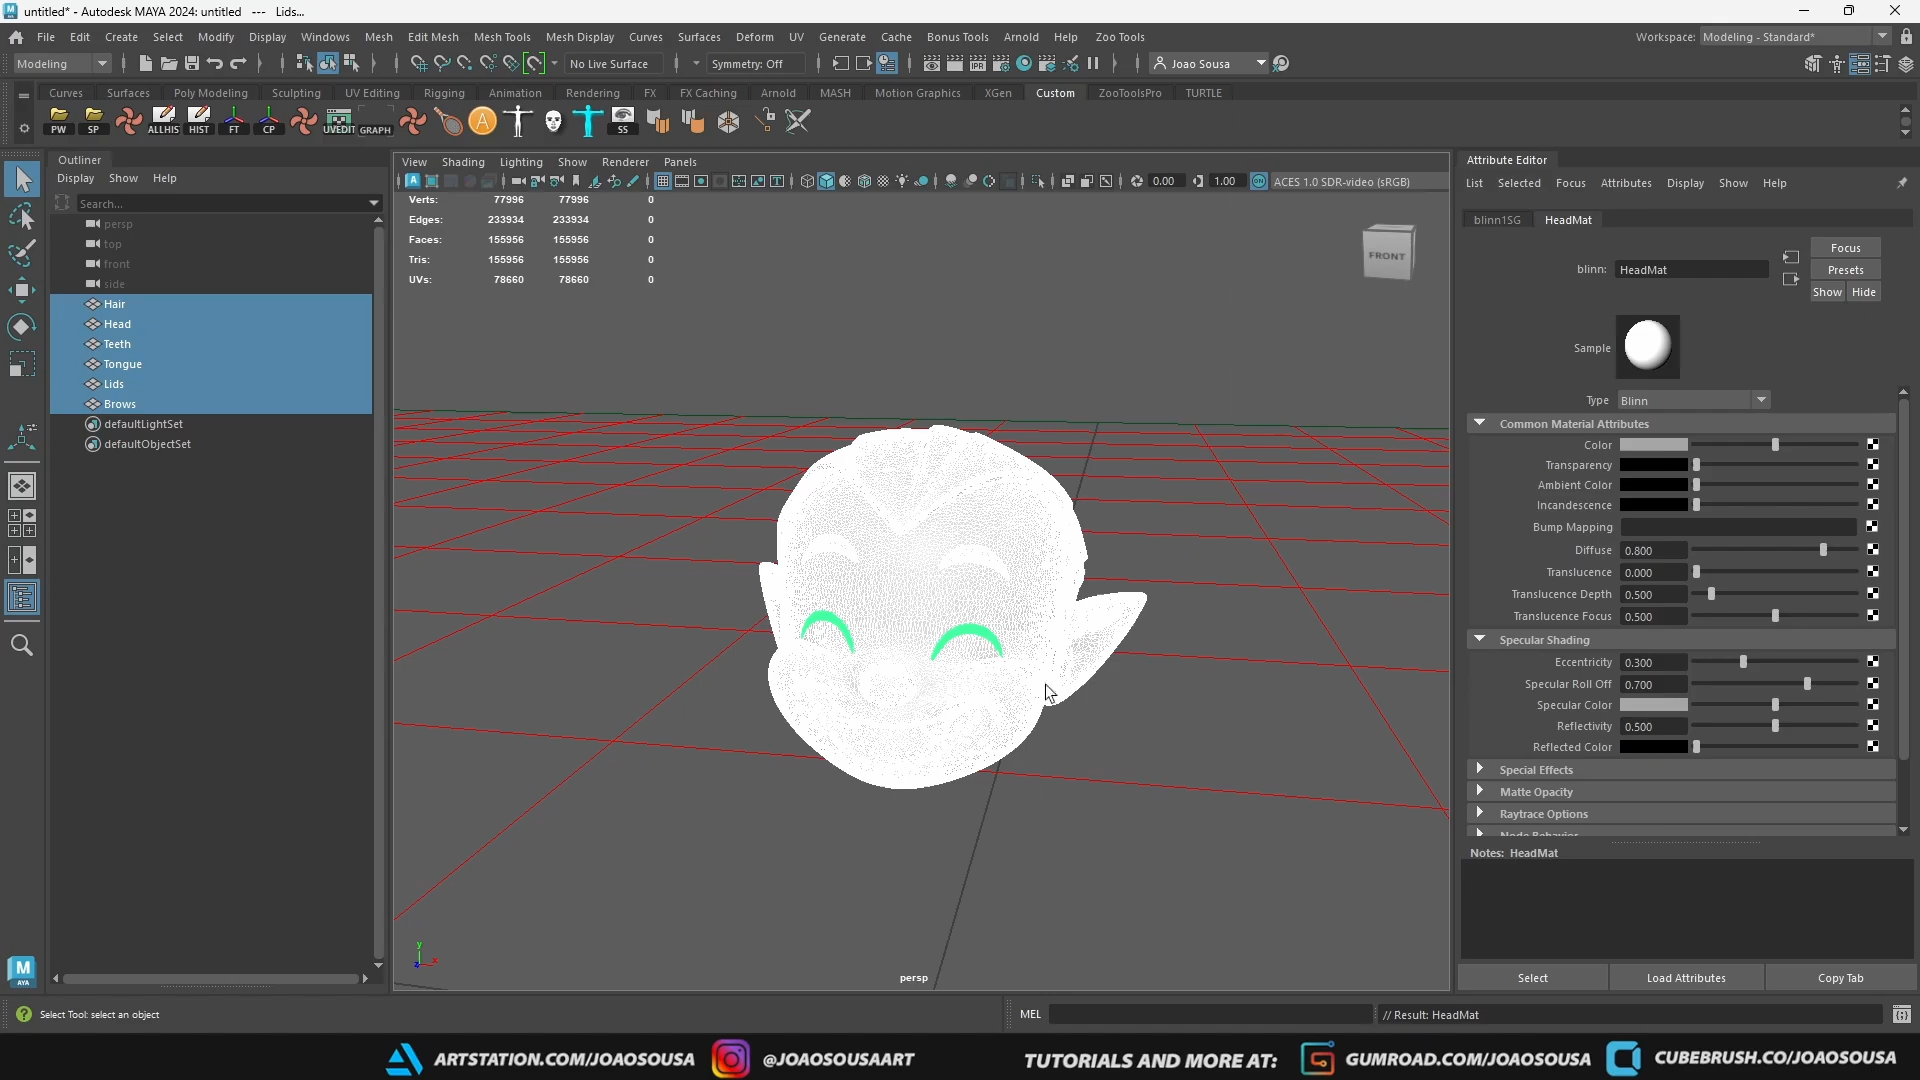 untitled* - Autodesk MAYA 2024: untitled --- Lids...
File Edit Create Select Modify Display Windows Mesh Edit Mesh Mesh Tools Mesh Display Curves Surfaces Deform UV Generate Cache Bonus Tools Arnold Help Zoo Tools Workspace: Modeling - Standard*
Modeling No Live Surface Symmetry: Off Joao Sousa
Curves Surfaces Poly Modeling Sculpting UV Editing Rigging Animation Rendering FX FX Caching Arnold MASH Motion Graphics XGen Custom ZooToolsPro TURTLE
PW SP ALLHIS HIST FT CP UVEDIT GRAPH SS
Outliner
Display Show Help
Search...
persp
top
front
side
Hair
Head
Teeth
Tongue
Lids
Brows
defaultLightSet
defaultObjectSet
View Shading Lighting Show Renderer Panels
0.00 1.00 ACES 1.0 SDR-video (sRGB)
Verts: 77996 77996 0
Edges: 233934 233934 0
Faces: 155956 155956 0
Tris: 155956 155956 0
UVs: 78660 78660 0
FRONT
y
x
z
persp
Attribute Editor
List Selected Focus Attributes Display Show Help
blinn1SG HeadMat
Focus
blinn: HeadMat
Presets
Show Hide
Sample
Type Blinn
Common Material Attributes
Color
Transparency
Ambient Color
Incandescence
Bump Mapping
Diffuse 0.800
Translucence 0.000
Translucence Depth 0.500
Translucence Focus 0.500
Specular Shading
Eccentricity 0.300
Specular Roll Off 0.700
Specular Color
Reflectivity 0.500
Reflected Color
Special Effects
Matte Opacity
Raytrace Options
Node Behavior
Notes: HeadMat
Select Load Attributes Copy Tab
M
AYA
Select Tool: select an object
MEL
// Result: HeadMat
ARTSTATION.COM/JOAOSOUSA @JOAOSOUSAART TUTORIALS AND MORE AT: GUMROAD.COM/JOAOSOUSA CUBEBRUSH.CO/JOAOSOUSA